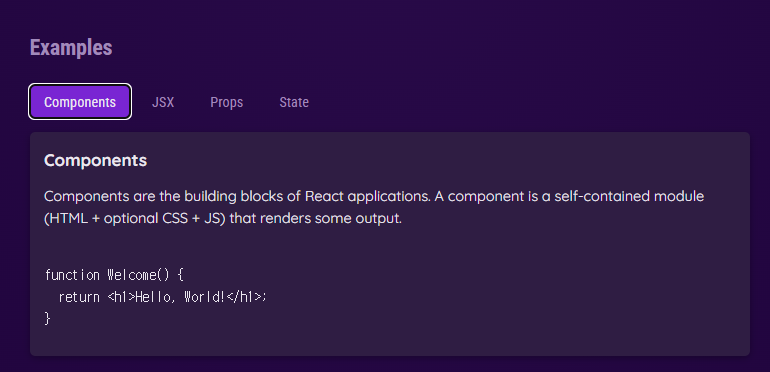 Examples
Components JSX Props State
Components
Components are the building blocks of React applications. A component is a self-contained module
(HTML + optional CSS + JS) that renders some output.
function Welcome() {
  return <h1>Hello, World!</h1>;
}